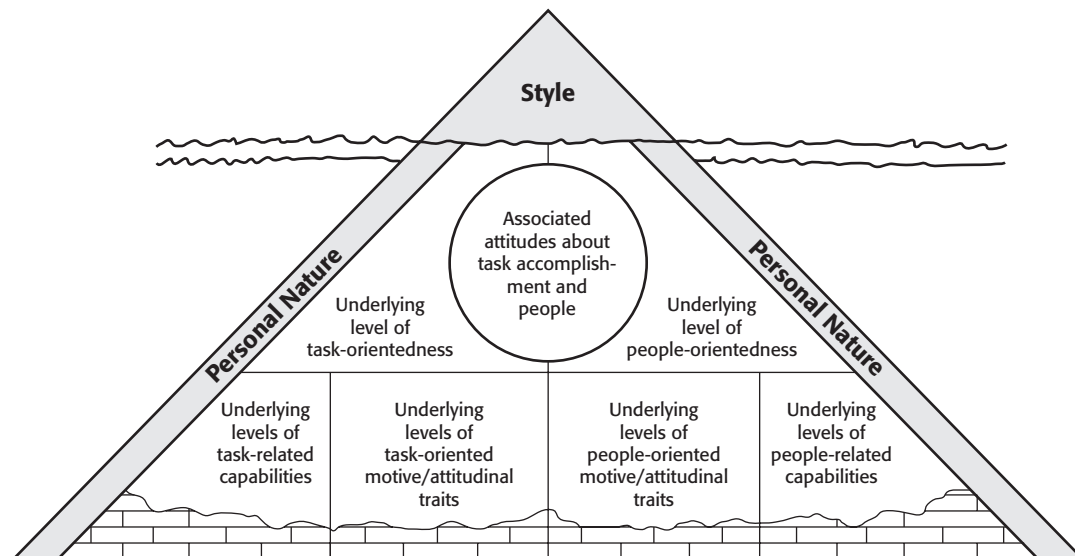 Style
Associated
attitudes about
task accomplish-
ment and
people
Personal Nature
Personal Nature
Underlying
level of
task-orientedness
Underlying
level of
people-orientedness
Underlying
levels of
task-related
capabilities
Underlying
levels of
task-oriented
motive/attitudinal
traits
Underlying
levels of
people-oriented
motive/attitudinal
traits
Underlying
levels of
people-related
capabilities